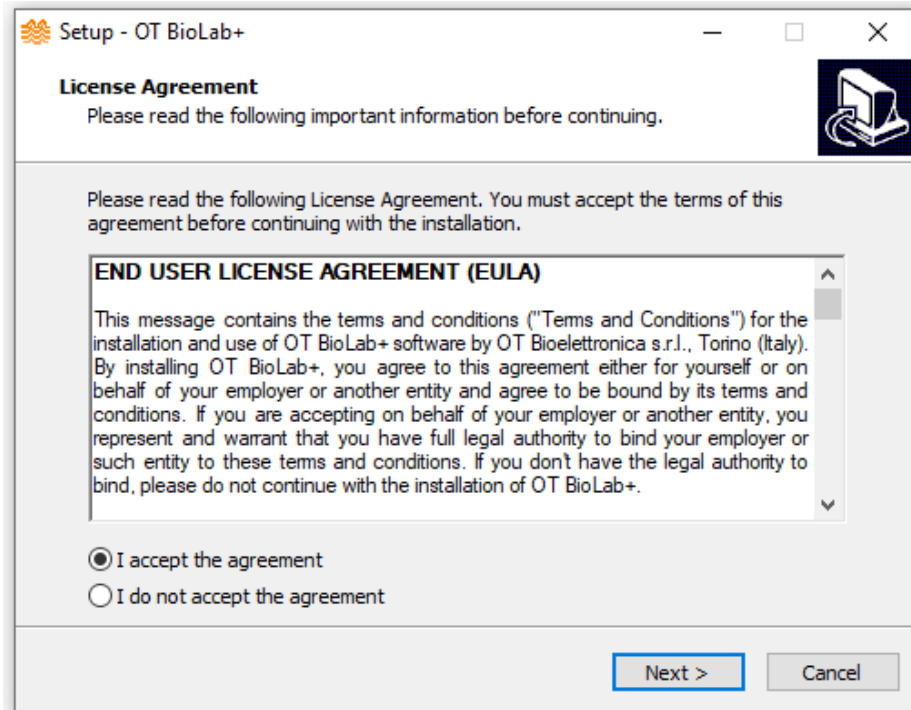 Setup - OT BioLab+
License Agreement
Please read the following important information before continuing.
Please read the following License Agreement. You must accept the terms of this
agreement before continuing with the installation.
END USER LICENSE AGREEMENT (EULA)
This message contains the terms and conditions ("Terms and Conditions") for the
installation and use of OT BioLab+ software by OT Bioelettronica s.r.l., Torino (Italy).
By installing OT BioLab+, you agree to this agreement either for yourself or on
behalf of your employer or another entity and agree to be bound by its terms and
conditions. If you are accepting on behalf of your employer or another entity, you
represent and warrant that you have full legal authority to bind your employer or
such entity to these terms and conditions. If you don't have the legal authority to
bind, please do not continue with the installation of OT BioLab+.
I accept the agreement
I do not accept the agreement
Next >
Cancel